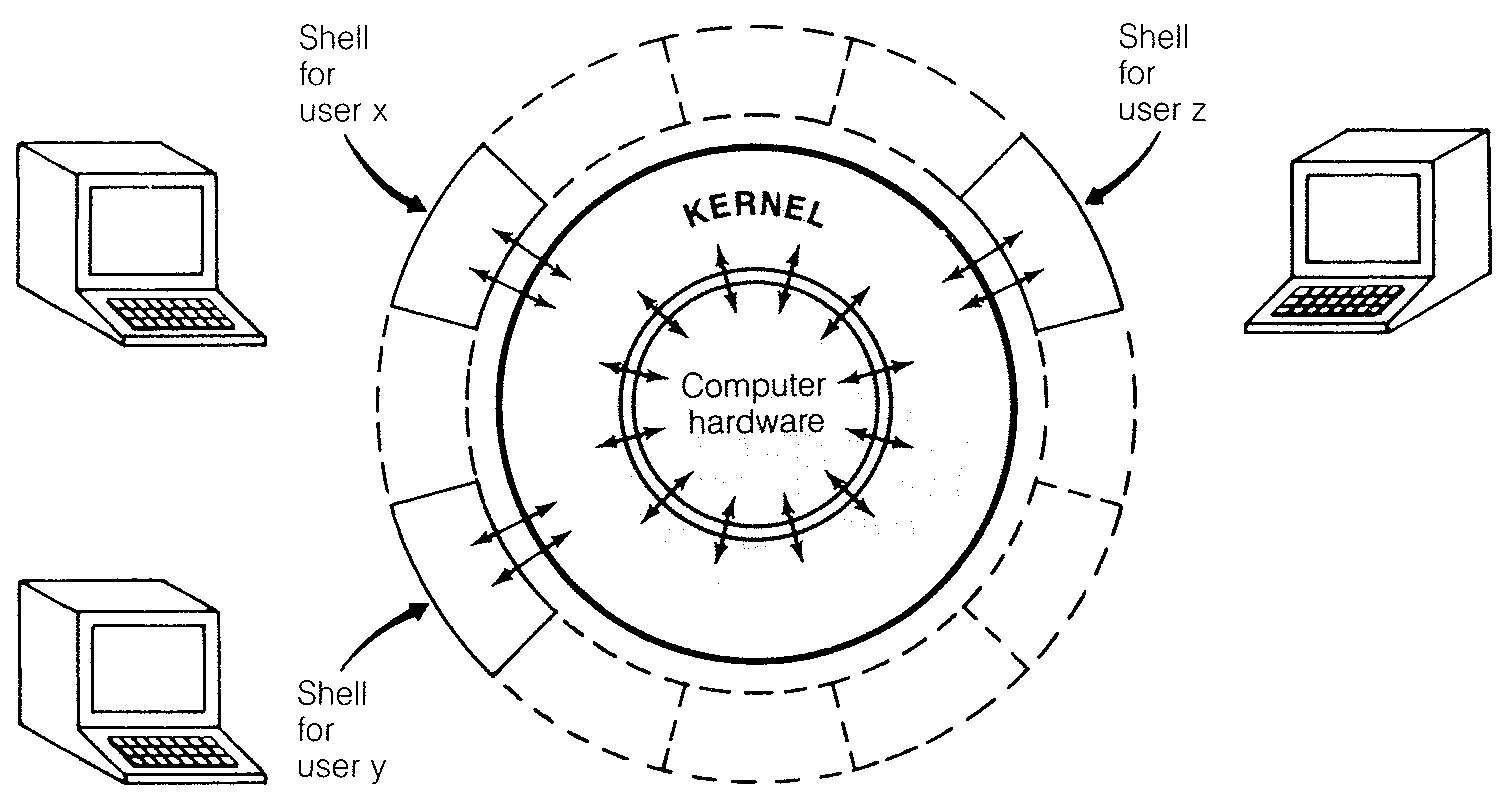 Shell
for
user x
Shell
for
user z
KERNEL
Computer
hardware
Shell
for
user y